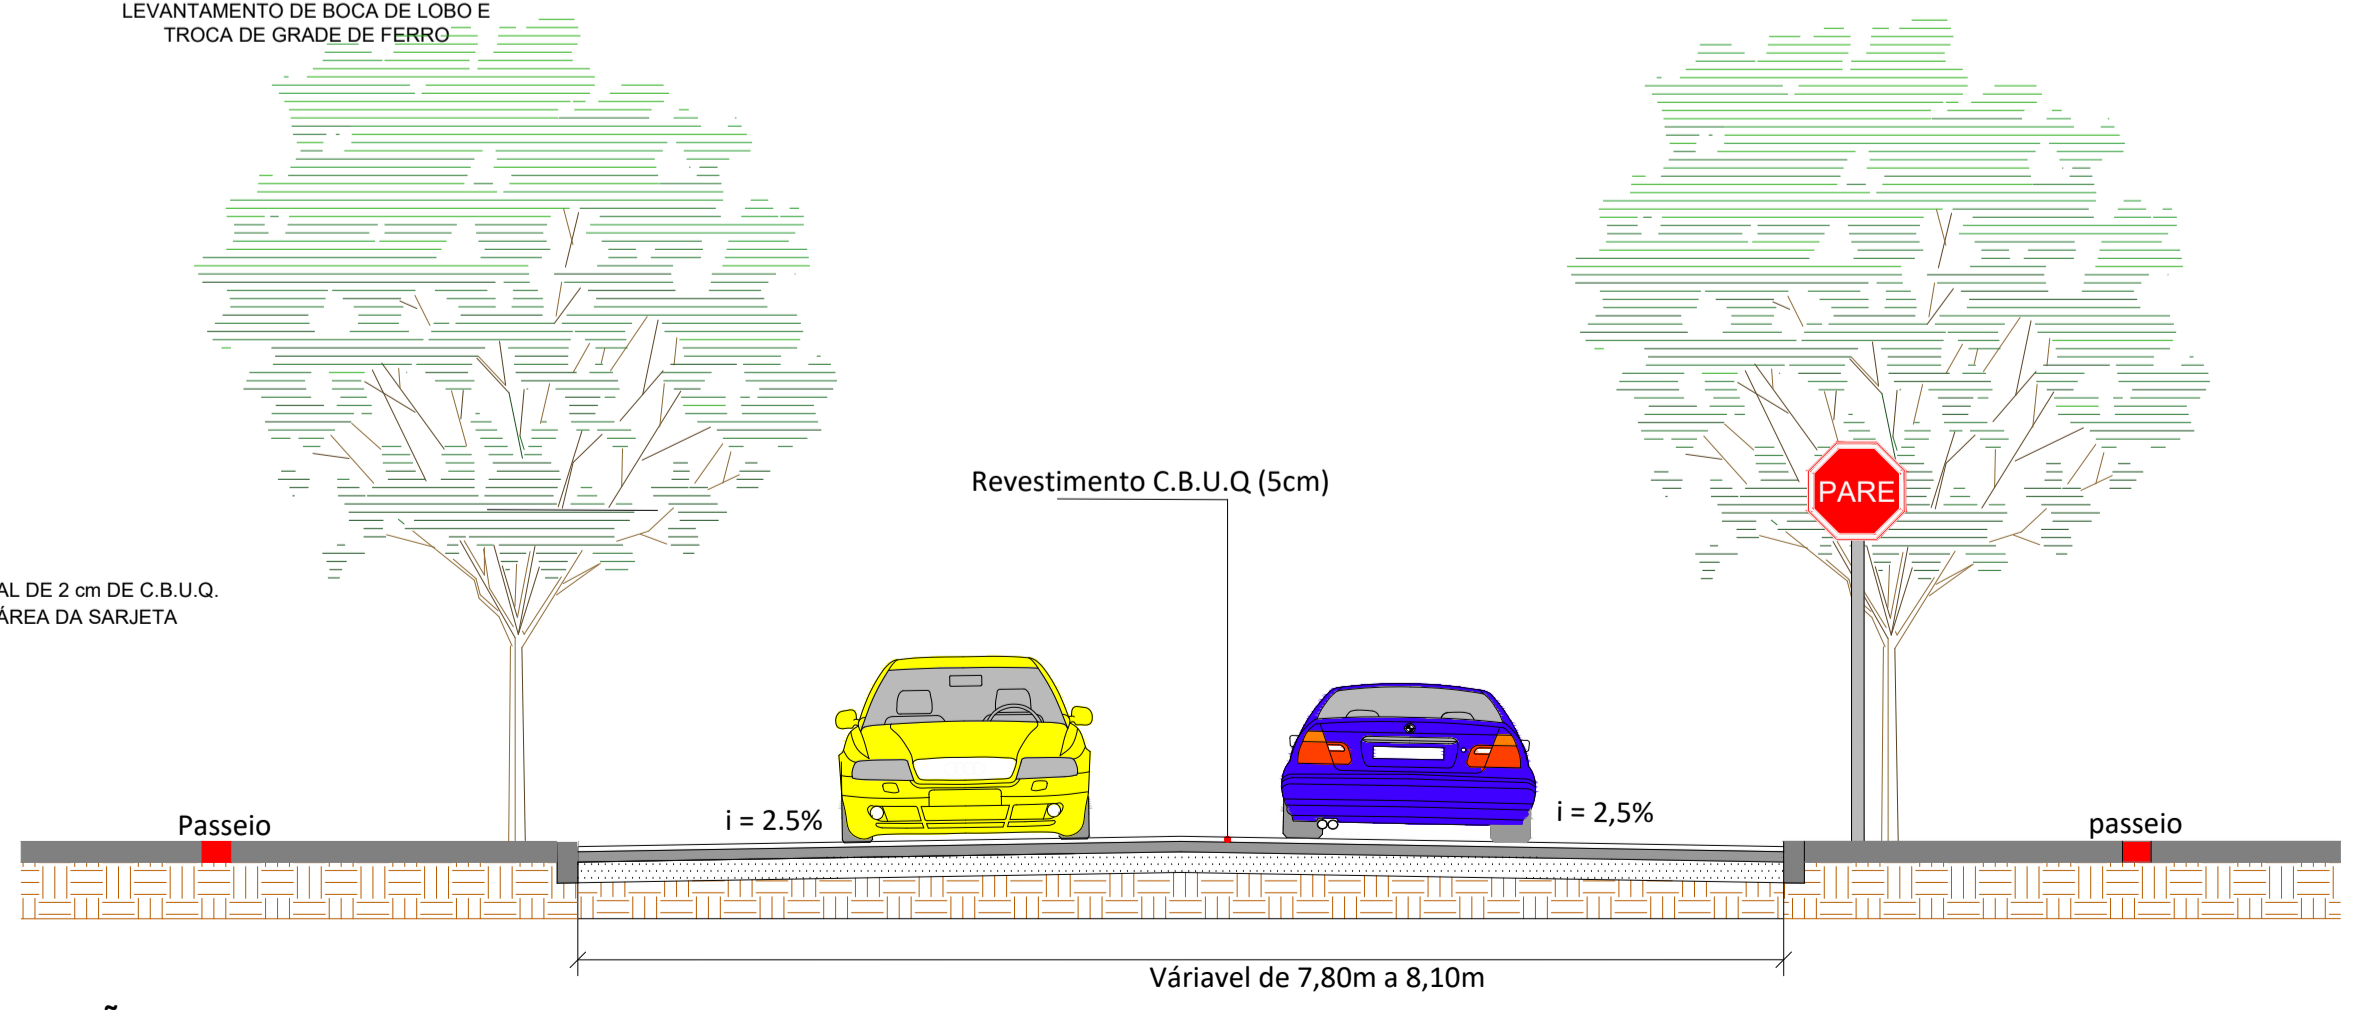 LEVANTAMENTO DE BOCA DE LOBO E
TROCA DE GRADE DE FERRO
Revestimento C.B.U.Q (5cm)
PARE
AL DE 2 cm DE C.B.U.Q.
ÁREA DA SARJETA
i = 2.5%
i = 2,5%
Passeio
passeio
Váriavel de 7,80m a 8,10m